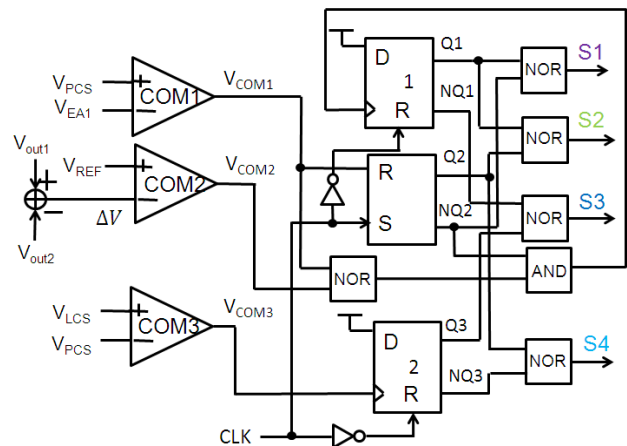 V_PCS
+
COM1
V_EA1
−
V_COM1
V_out1
+
−
V_REF
+
COM2
−
ΔV
V_COM2
V_out2
V_LCS
+
COM3
V_PCS
−
V_COM3
CLK
D
1
R
Q1
NQ1
R
S
Q2
NQ2
NOR
D
2
R
Q3
NQ3
NOR
S1
NOR
S2
NOR
S3
AND
NOR
S4